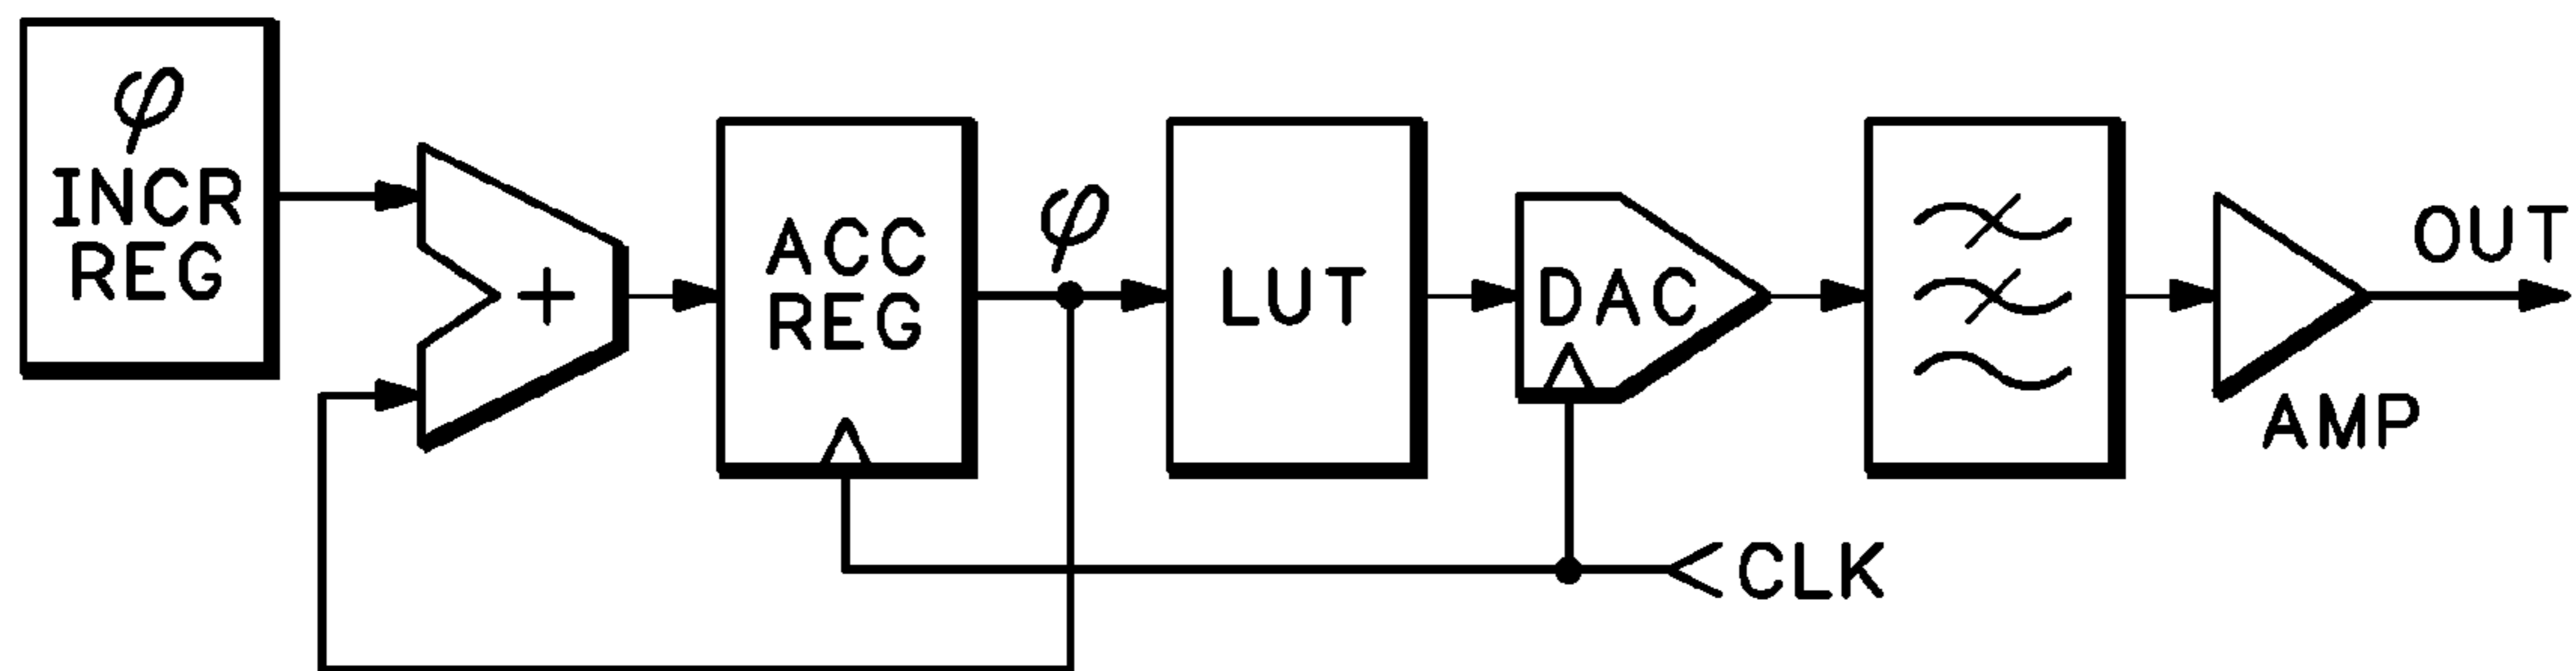 φ
INCR
REG
+
ACC
REG
φ
LUT
DAC
CLK
AMP
OUT